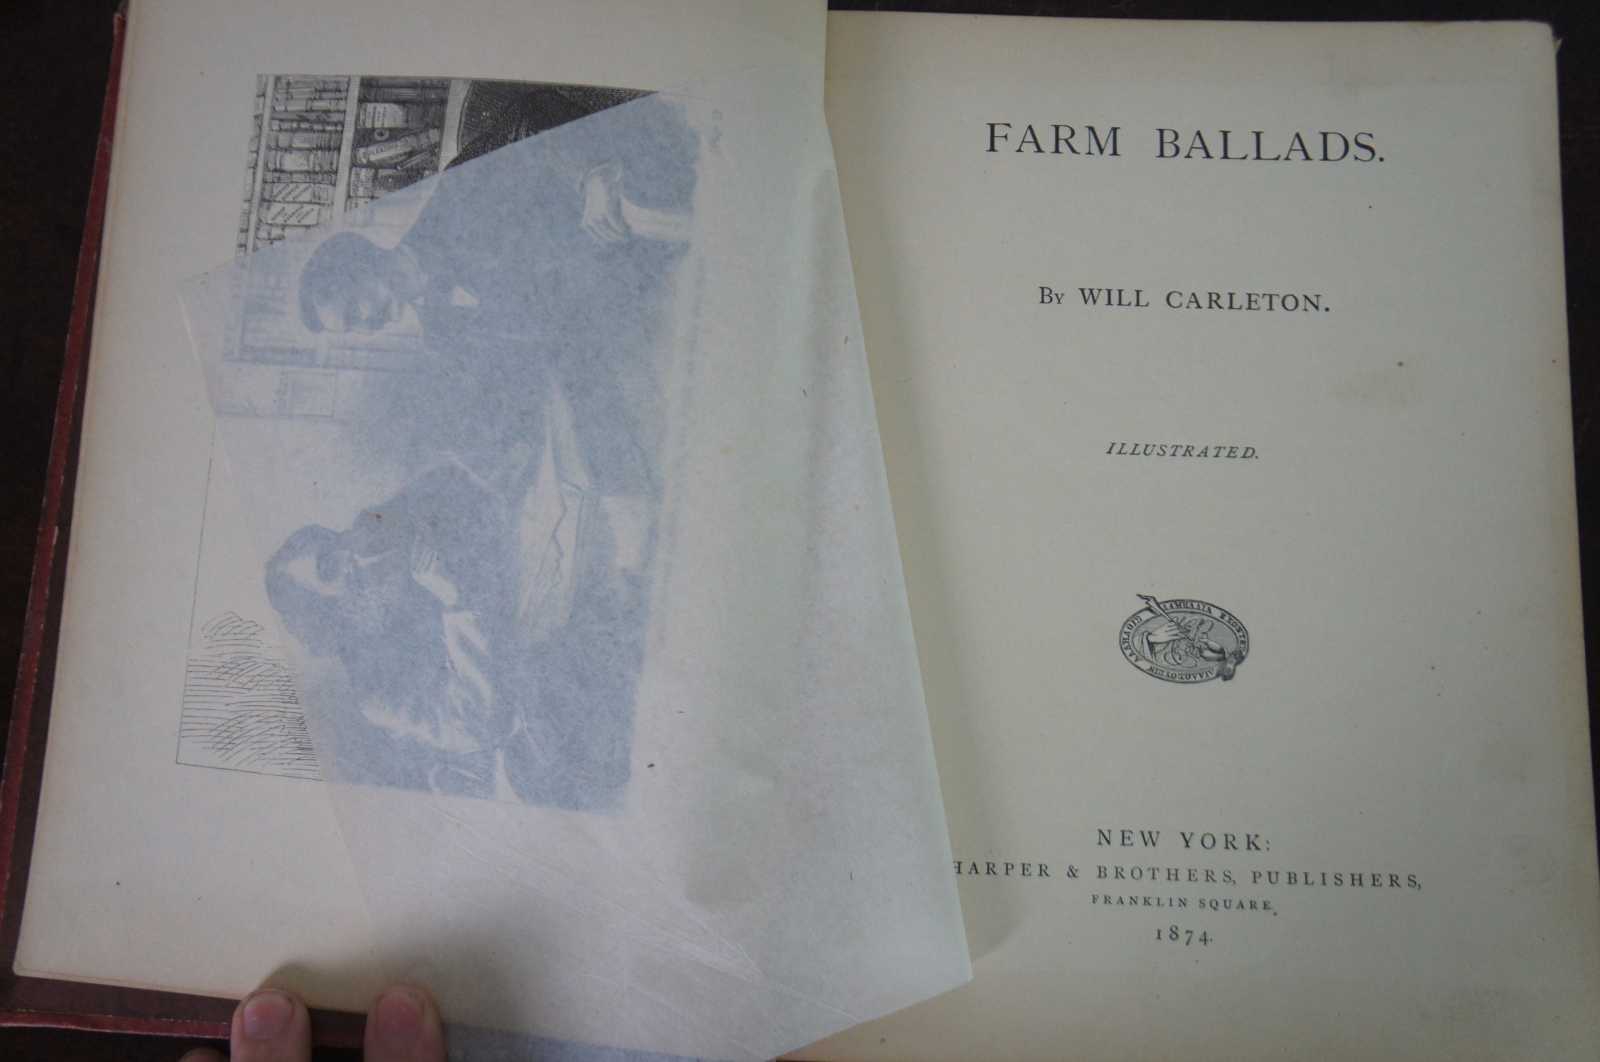 FARM BALLADS.
By WILL CARLETON.
ILLUSTRATED.
NEW YORK:
HARPER & BROTHERS, PUBLISHERS,
FRANKLIN SQUARE.
1874.